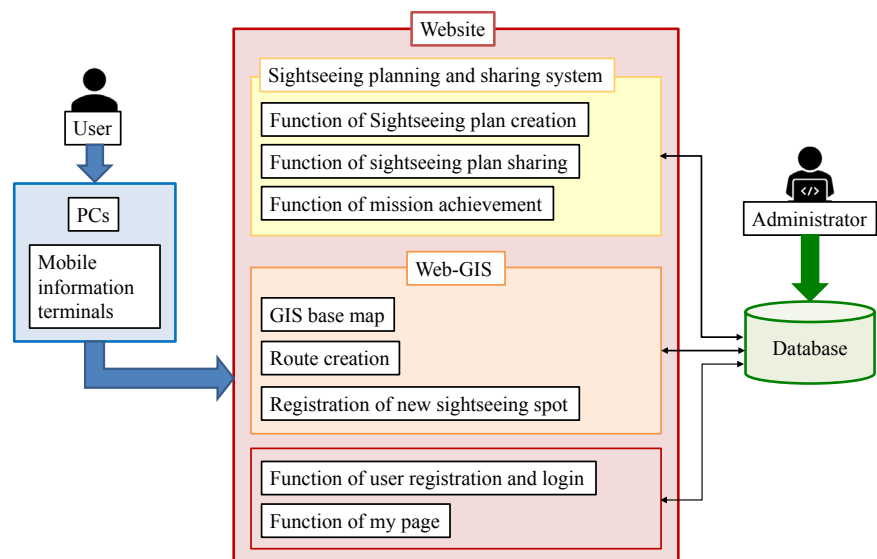 Website
Sightseeing planning and sharing system
Function of Sightseeing plan creation
Function of sightseeing plan sharing
Function of mission achievement
User
PCs
Mobile
information
terminals
Web-GIS
GIS base map
Route creation
Registration of new sightseeing spot
Function of user registration and login
Function of my page
Administrator
Database